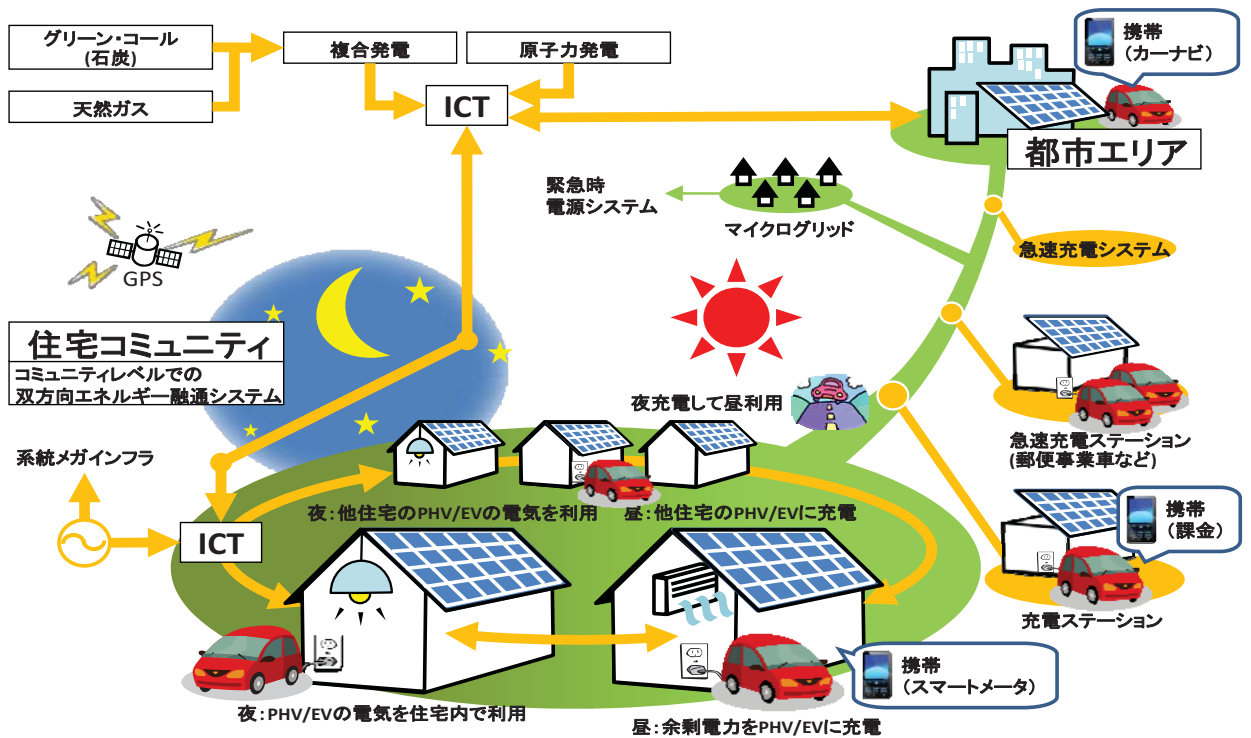 グリーン・コール
(石炭)
複合発電
原子力発電
天然ガス
ICT
携帯
(カーナビ)
都市エリア
緊急時
電源システム
マイクログリッド
急速充電システム
GPS
住宅コミュニティ
コミュニティレベルでの
双方向エネルギー融通システム
夜充電して昼利用
急速充電ステーション
(郵便事業車など)
系統メガインフラ
夜:他住宅のPHV/EVの電気を利用
昼:他住宅のPHV/EVに充電
ICT
携帯
(課金)
充電ステーション
携帯
(スマートメータ)
夜:PHV/EVの電気を住宅内で利用
昼:余剰電力をPHV/EVに充電